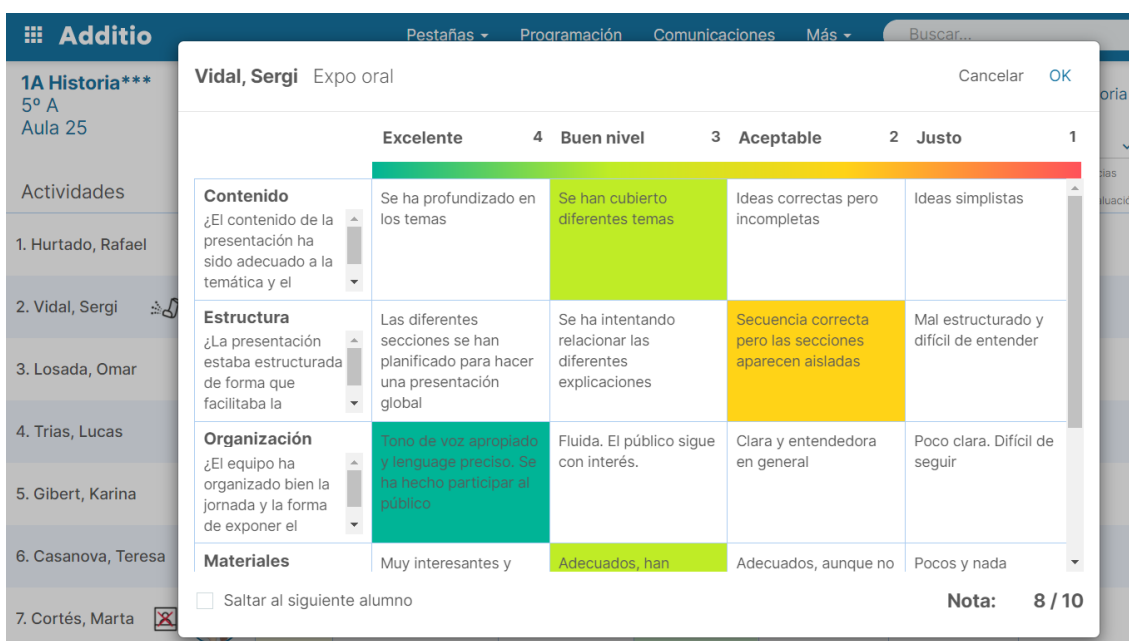 Additio
Pestañas Programación Comunicaciones Más Buscar...
1A Historia***
5º A
Aula 25
Actividades
1. Hurtado, Rafael
2. Vidal, Sergi
3. Losada, Omar
4. Trias, Lucas
5. Gibert, Karina
6. Casanova, Teresa
7. Cortés, Marta
Vidal, Sergi Expo oral Cancelar OK
Excelente 4 Buen nivel 3 Aceptable 2 Justo 1
Contenido
¿El contenido de la
presentación ha
sido adecuado a la
temática y el
Se ha profundizado en
los temas
Se han cubierto
diferentes temas
Ideas correctas pero
incompletas
Ideas simplistas
Estructura
¿La presentación
estaba estructurada
de forma que
facilitaba la
Las diferentes
secciones se han
planificado para hacer
una presentación
global
Se ha intentando
relacionar las
diferentes
explicaciones
Secuencia correcta
pero las secciones
aparecen aisladas
Mal estructurado y
difícil de entender
Organización
¿El equipo ha
organizado bien la
jornada y la forma
de exponer el
Tono de voz apropiado
y lenguage preciso. Se
ha hecho participar al
público
Fluida. El público sigue
con interés.
Clara y entendedora
en general
Poco clara. Difícil de
seguir
Materiales
Muy interesantes y
Adecuados, han
Adecuados, aunque no
Pocos y nada
Saltar al siguiente alumno
Nota: 8 / 10